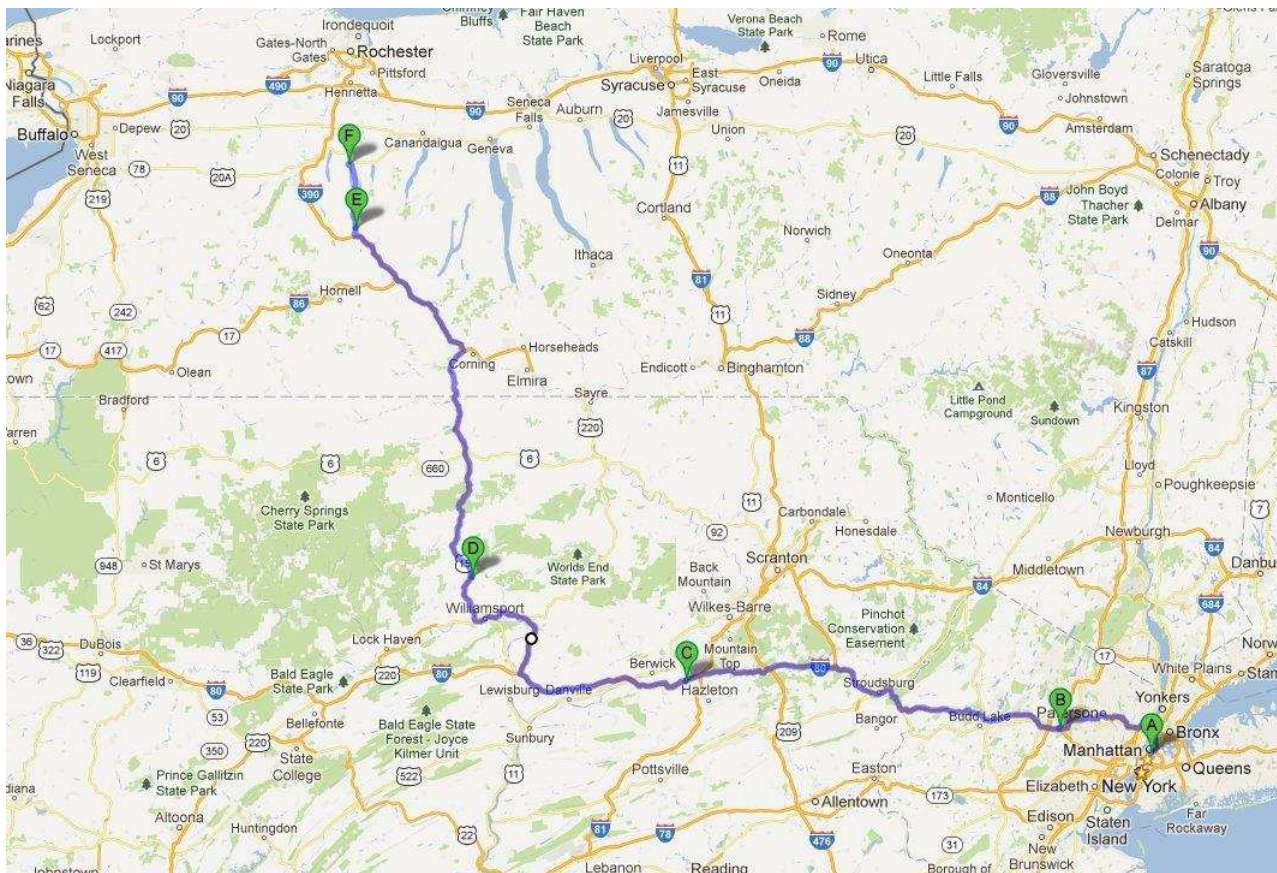 Bluffs
Fair Haven
Beach
State Park
Verona Beach
State Park
Rome
Lockport
Irondequoit
Gates-North
Gates
Rochester
Pittsford
Henrietta
490
90
Niagara
Falls
90
Liverpool
Syracuse
East
Syracuse
Jamesville
Oneida
90
Utica
Little Falls
Gloversville
Johnstown
Saratoga
Springs
Buffalo
Depew
20
West
Seneca
78
20A
219
F
Canandaigua
Geneva
Seneca
Falls
Auburn
90
20
Union
11
20
90
Amsterdam
Schenectady
Colonie
Troy
Albany
Delmar
90
390
E
Cortland
Norwich
88
John Boyd
Thacher
State Park
Oneonta
Ithaca
81
11
Sidney
88
Hornell
86
62
242
17
417
17
Olean
Bradford
Corning
Horseheads
Elmira
Endicott
Binghamton
Hudson
Catskill
87
Little Pond
Campground
Sundown
Kingston
Sayre
220
6
6
660
6
Lloyd
Poughkeepsie
Cherry Springs
State Park
11
92
Carbondale
Honesdale
Monticello
Newburgh
7
84
948
St Marys
D
15
Worlds End
State Park
Scranton
Back
Mountain
Middletown
84
684
Williamsport
Wilkes-Barre
Pinchot
Conservation
Easement
Lock Haven
36
322
DuBois
119
Clearfield
80
Bald Eagle
State Park
220
80
Berwick
C
Mountain
Top
Hazleton
80
Stroudsburg
17
White Plains
Yonkers
53
Bellefonte
Lewisburg
Danville
Bald Eagle State
Forest - Joyce
Kilmer Unit
Sunbury
209
Bangor
Budd Lake
B
Paterson
A
Bronx
Manhattan
Queens
New York
350
220
State
College
522
11
Prince Gallitzin
State Park
Altoona
Huntingdon
22
Pottsville
81
78
Easton
Allentown
173
Elizabeth
Edison
Staten
Island
Far
Rockaway
New
Brunswick
476
31
Lebanon
Reading
Borough of